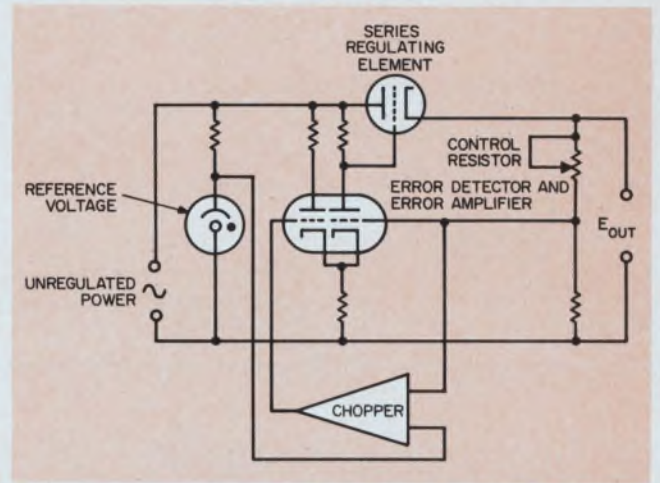 SERIES
REGULATING
ELEMENT
CONTROL
RESISTOR
REFERENCE
VOLTAGE
ERROR DETECTOR AND
ERROR AMPLIFIER
EOUT
UNREGULATED
POWER
CHOPPER